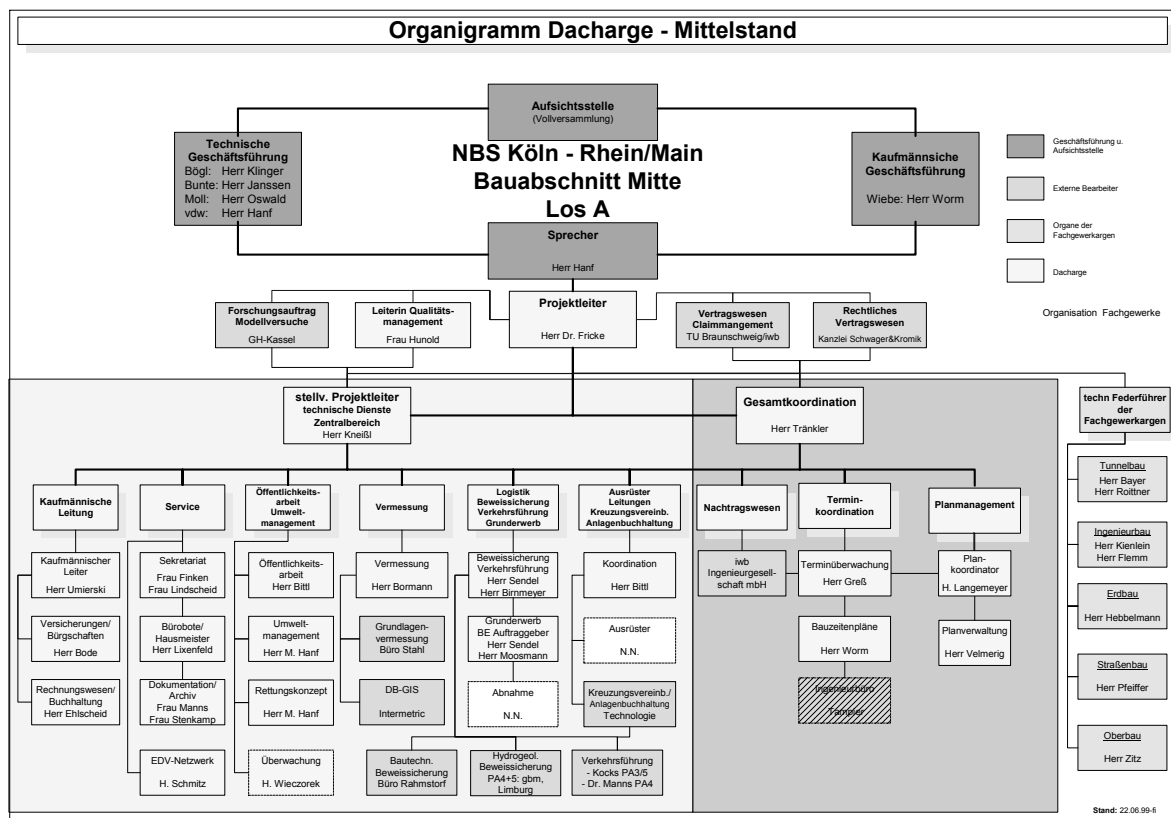 Organigramm Dacharge - Mittelstand
Aufsichtsstelle
(Vollversammlung)
Technische
Geschäftsführung
Bögl: Herr Klinger
Bunte: Herr Janssen
Moll: Herr Oswald
vdw: Herr Hanf
NBS Köln - Rhein/Main
Bauabschnitt Mitte
Los A
Kaufmännsiche
Geschäftsführung
Wiebe: Herr Worm
Sprecher
Herr Hanf
Geschäftsführung u.
Aufsichtsstelle
Externe Bearbeiter
Organe der
Fachgewerkargen
Dacharge
Organisation Fachgewerke
Forschungsauftrag
Modellversuche
GH-Kassel
Leiterin Qualitäts-
management
Frau Hunold
Projektleiter
Herr Dr. Fricke
Vertragswesen
Claimmangement
TU Braunschweig/iwb
Rechtliches
Vertragswesen
Kanzlei Schwager&Kromik
stellv. Projektleiter
technische Dienste
Zentralbereich
Herr Kneißl
Gesamtkoordination
Herr Tränkler
techn Federführer
der
Fachgewerkargen
Kaufmännische
Leitung
Service
Öffentlichkeits-
arbeit
Umwelt-
management
Vermessung
Logistik
Beweissicherung
Verkehrsführung
Grunderwerb
Ausrüster
Leitungen
Kreuzungsvereinb.
Anlagenbuchhaltung
Nachtragswesen
Termin-
koordination
Planmanagement
Kaufmännischer
Leiter
Herr Umierski
Versicherungen/
Bürgschaften
Herr Bode
Rechnungswesen/
Buchhaltung
Herr Ehlscheid
Sekretariat
Frau Finken
Frau Lindscheid
Bürobote/
Hausmeister
Herr Lixenfeld
Dokumentation/
Archiv
Frau Manns
Frau Stenkamp
EDV-Netzwerk
H. Schmitz
Öffentlichkeits-
arbeit
Herr Bittl
Umwelt-
management
Herr M. Hanf
Rettungskonzept
Herr M. Hanf
Überwachung
H. Wieczorek
Vermessung
Herr Bormann
Grundlagen-
vermessung
Büro Stahl
DB-GIS
Intermetric
Bautechn.
Beweissicherung
Büro Rahmstorf
Beweissicherung
Verkehrsführung
Herr Sendel
Herr Birnmeyer
Grunderwerb
BE Auftraggeber
Herr Sendel
Herr Moosmann
Abnahme
N.N.
Hydrogeol.
Beweissicherung
PA4+5: gbm,
Limburg
Koordination
Herr Bittl
Ausrüster
N.N.
Kreuzungsvereinb./
Anlagenbuchhaltung
Technologie
Verkehrsführung
- Kocks PA3/5
- Dr. Manns PA4
iwb
Ingenieurgesell-
schaft mbH
Terminüberwachung
Herr Greß
Bauzeitenpläne
Herr Worm
Ingenieurbüro
Tampier
Plan-
koordinator
H. Langemeyer
Planverwaltung
Herr Velmerig
Tunnelbau
Herr Bayer
Herr Roittner
Ingenieurbau
Herr Kienlein
Herr Flemm
Erdbau
Herr Hebbelmann
Straßenbau
Herr Pfeiffer
Oberbau
Herr Zitz
Stand: 22.06.99-fi